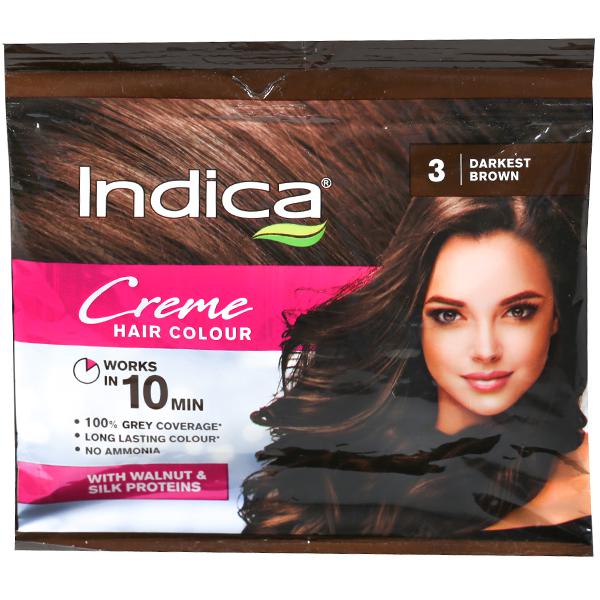 Indica®
3 | DARKEST
BROWN
Creme
HAIR COLOUR
WORKS
IN 10 MIN
• 100% GREY COVERAGE*
• LONG LASTING COLOUR*
• NO AMMONIA
WITH WALNUT &
SILK PROTEINS